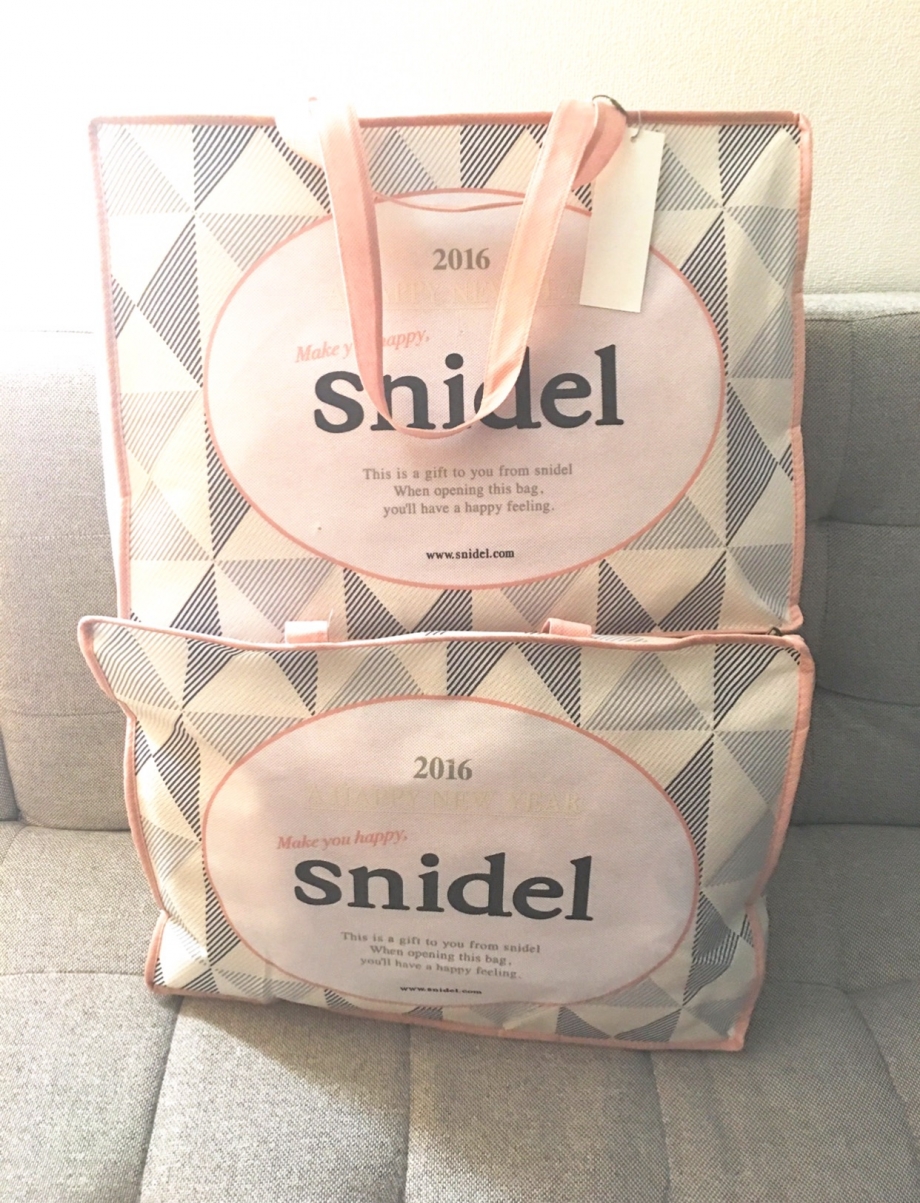 2016
HAPPY NEW
Make y happy,
snidel
This is a gift to you from snidel
When opening this bag,
you'll have a happy feeling.
www.snidel.com
2016
A HAPPY NEW YEAR
Make you happy,
snidel
This is a gift to you from snidel
When opening this bag,
you'll have a happy feeling.
www.snidel.com